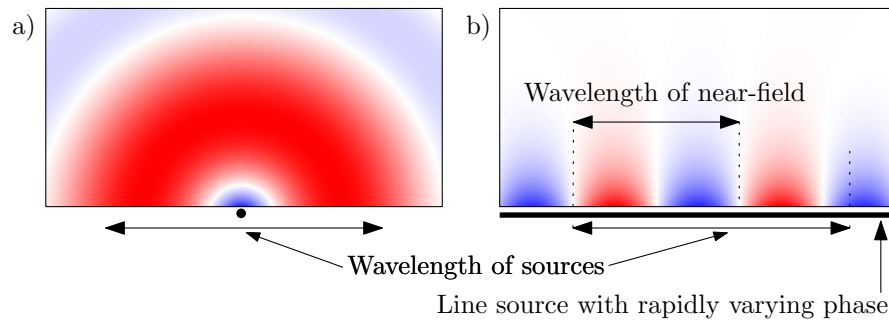 a)
b)
Wavelength of near-field
Wavelength of sources
Line source with rapidly varying phase